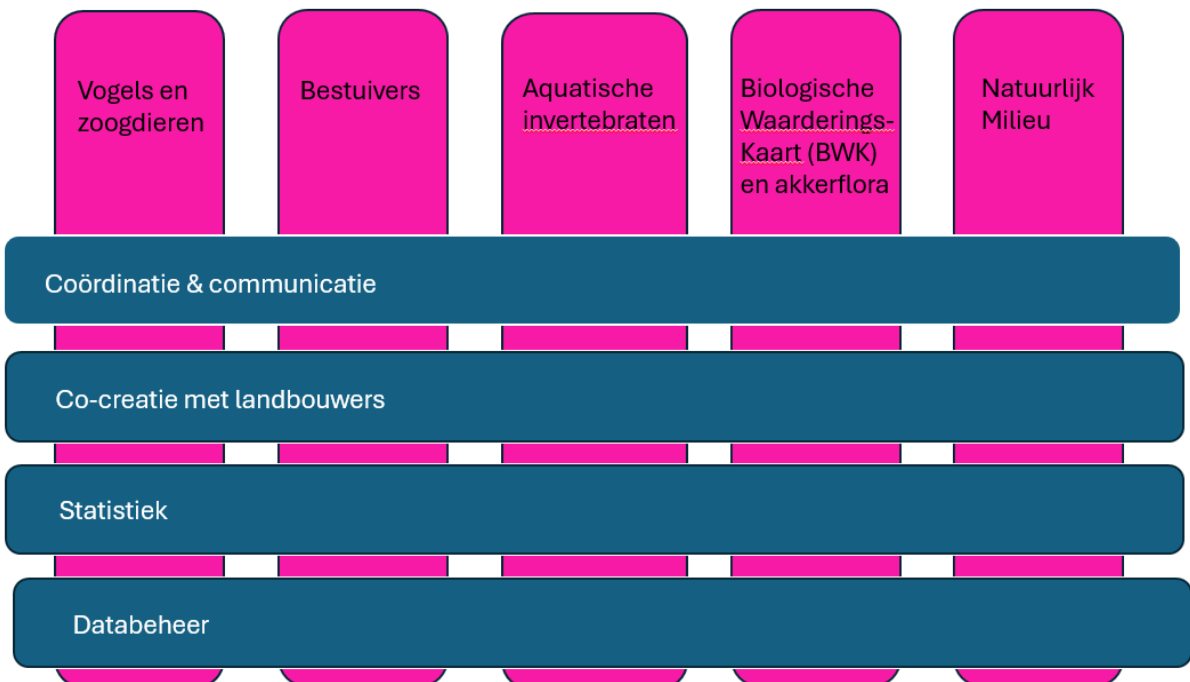 Vogels en
zoogdieren
Bestuivers
Aquatische
invertebraten
Biologische
Waarderings-
Kaart (BWK)
en akkerflora
Natuurlijk
Milieu
Coördinatie & communicatie
Co-creatie met landbouwers
Statistiek
Databeheer